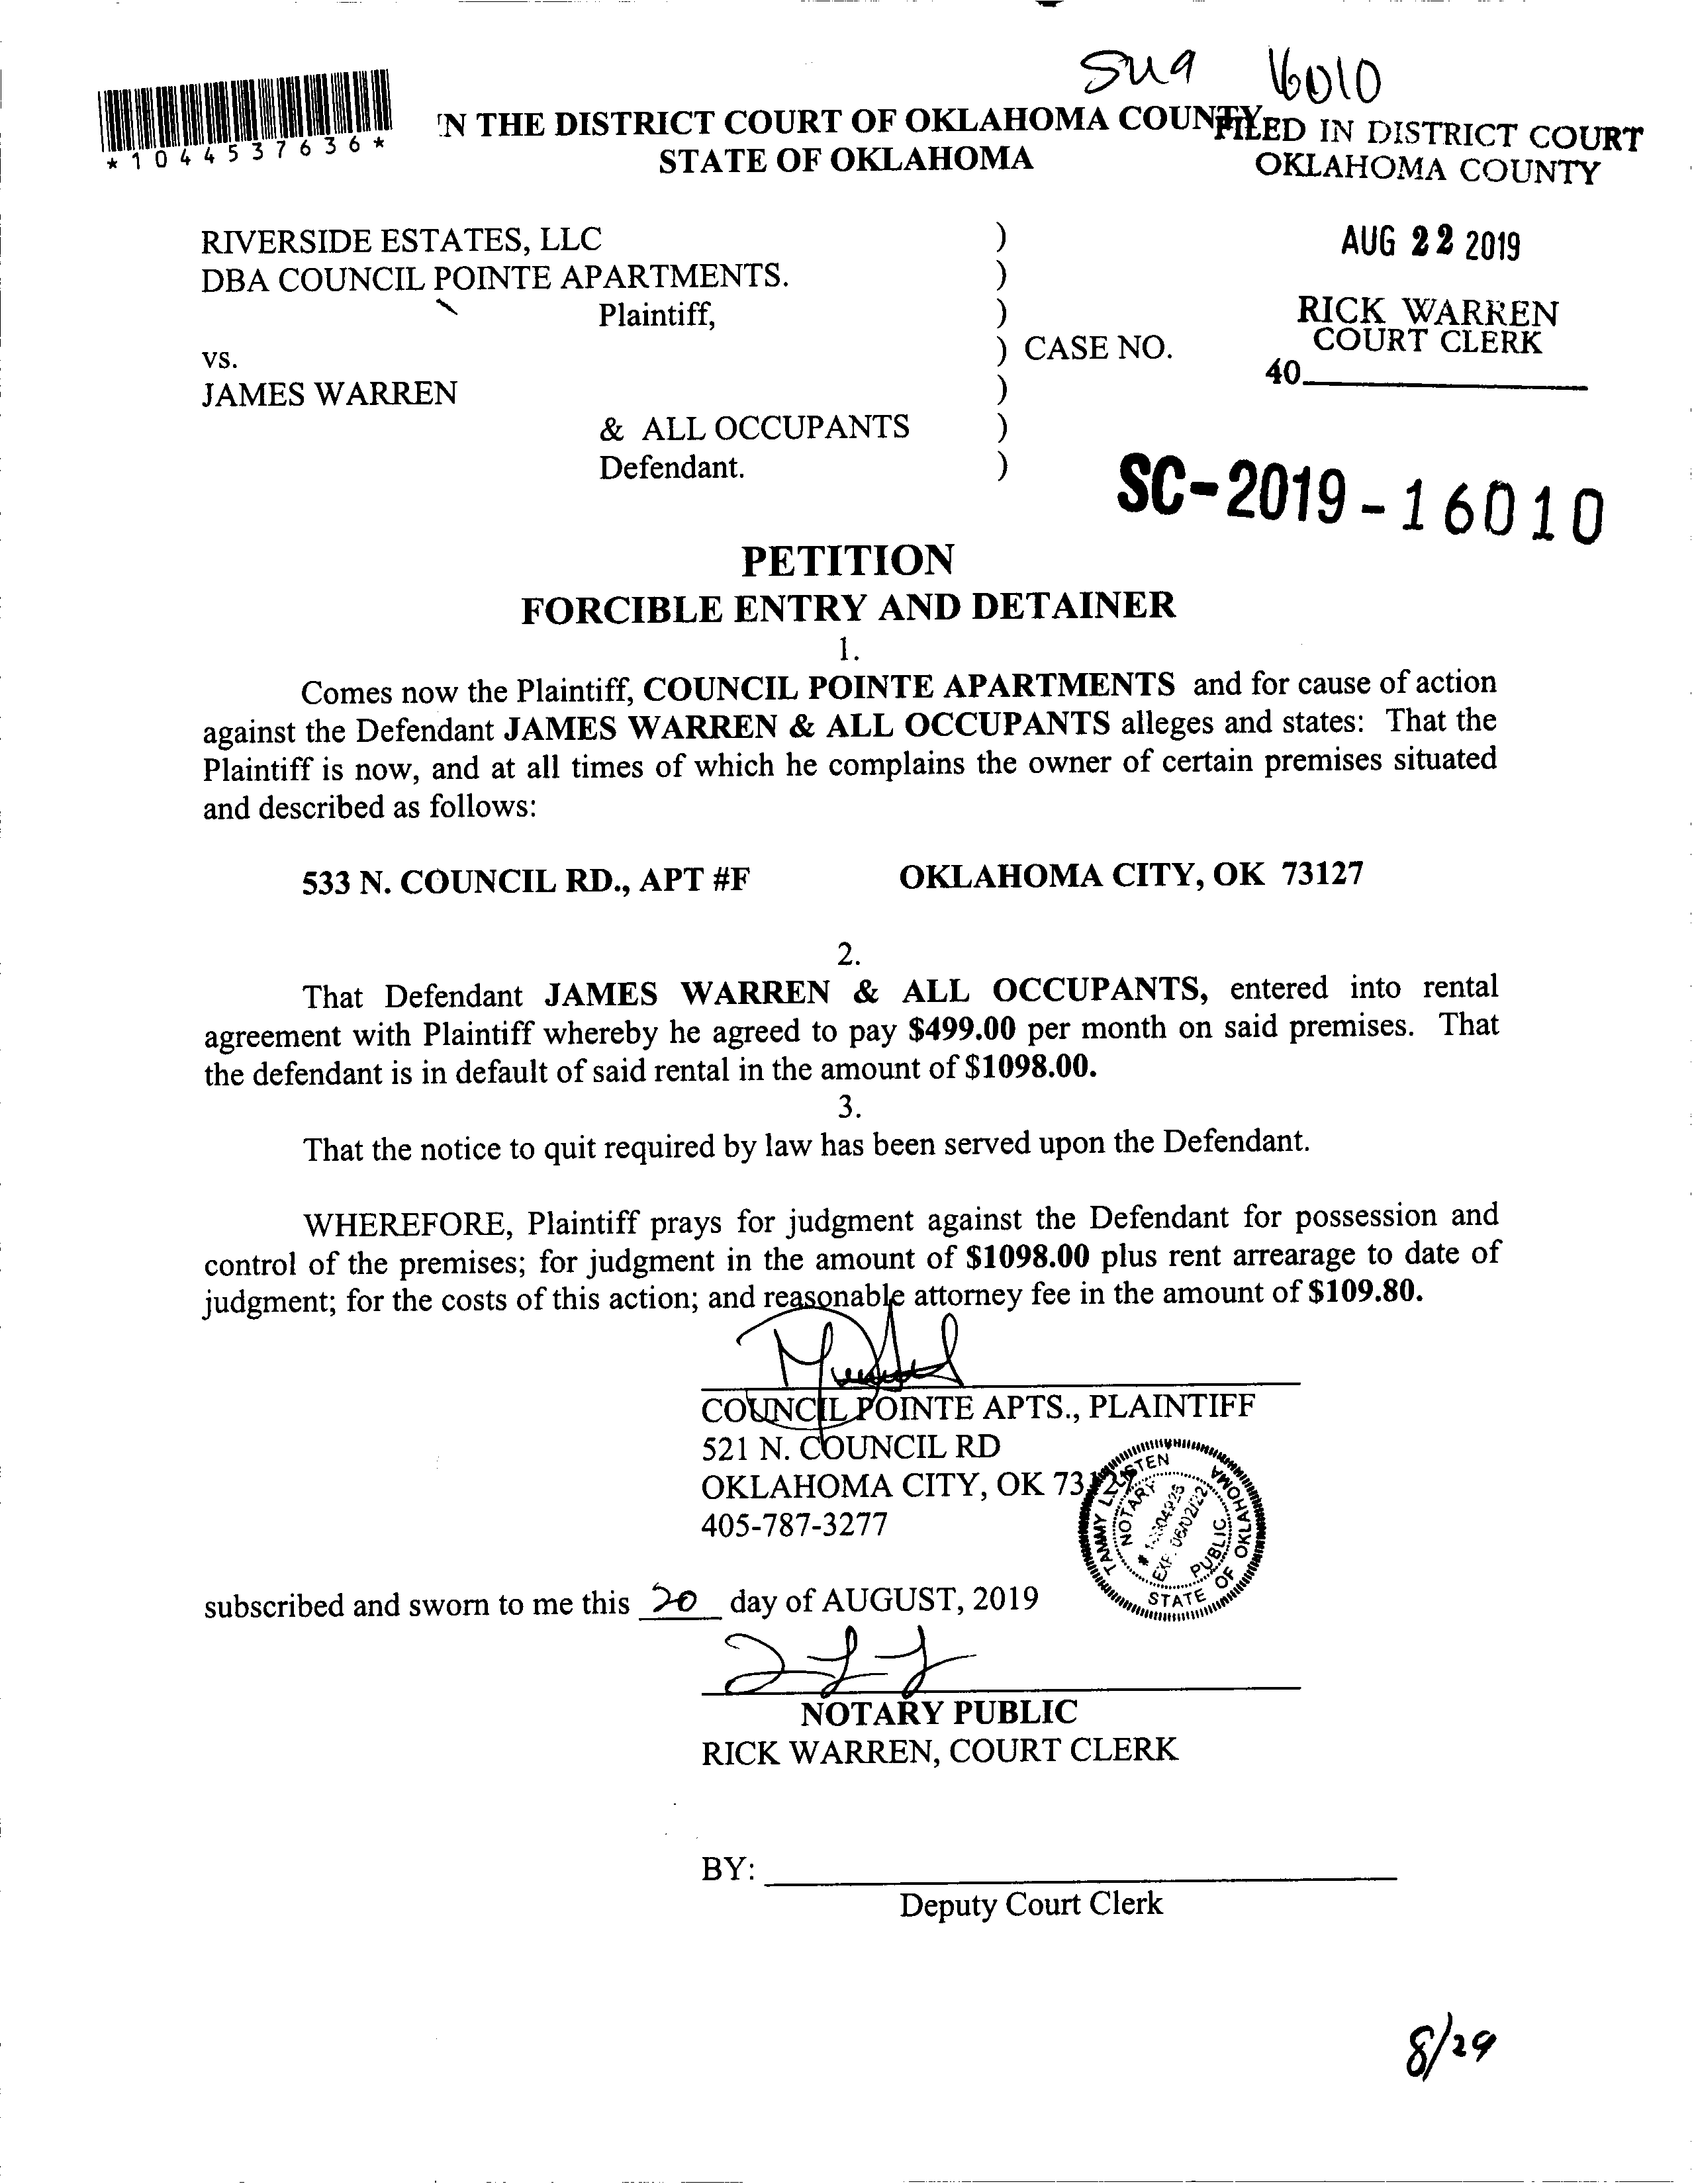 16010
*1044537636*
'N THE DISTRICT COURT OF OKLAHOMA COUNTY
STATE OF OKLAHOMA
FILED IN DISTRICT COURT
OKLAHOMA COUNTY
AUG 22 2019
RICK WARREN
COURT CLERK
40
RIVERSIDE ESTATES, LLC )
DBA COUNCIL POINTE APARTMENTS. )
Plaintiff, )
vs. ) CASE NO.
JAMES WARREN )
& ALL OCCUPANTS )
Defendant. )
SC-2019-16010
PETITION
FORCIBLE ENTRY AND DETAINER
1.
Comes now the Plaintiff, COUNCIL POINTE APARTMENTS and for cause of action
against the Defendant JAMES WARREN & ALL OCCUPANTS alleges and states: That the
Plaintiff is now, and at all times of which he complains the owner of certain premises situated
and described as follows:
533 N. COUNCIL RD., APT #F OKLAHOMA CITY, OK 73127
2.
That Defendant JAMES WARREN & ALL OCCUPANTS, entered into rental
agreement with Plaintiff whereby he agreed to pay $499.00 per month on said premises. That
the defendant is in default of said rental in the amount of $1098.00.
3.
That the notice to quit required by law has been served upon the Defendant.
WHEREFORE, Plaintiff prays for judgment against the Defendant for possession and
control of the premises; for judgment in the amount of $1098.00 plus rent arrearage to date of
judgment; for the costs of this action; and reasonable attorney fee in the amount of $109.80.
COUNCIL POINTE APTS., PLAINTIFF
521 N. COUNCIL RD
OKLAHOMA CITY, OK
405-787-3277
TAMMY
NOTARY
EXP. 06/02/22
PUBLIC
STATE OF OKLAHOMA
subscribed and sworn to me this 20 day of AUGUST, 2019
NOTARY PUBLIC
RICK WARREN, COURT CLERK
BY:
Deputy Court Clerk
8/29